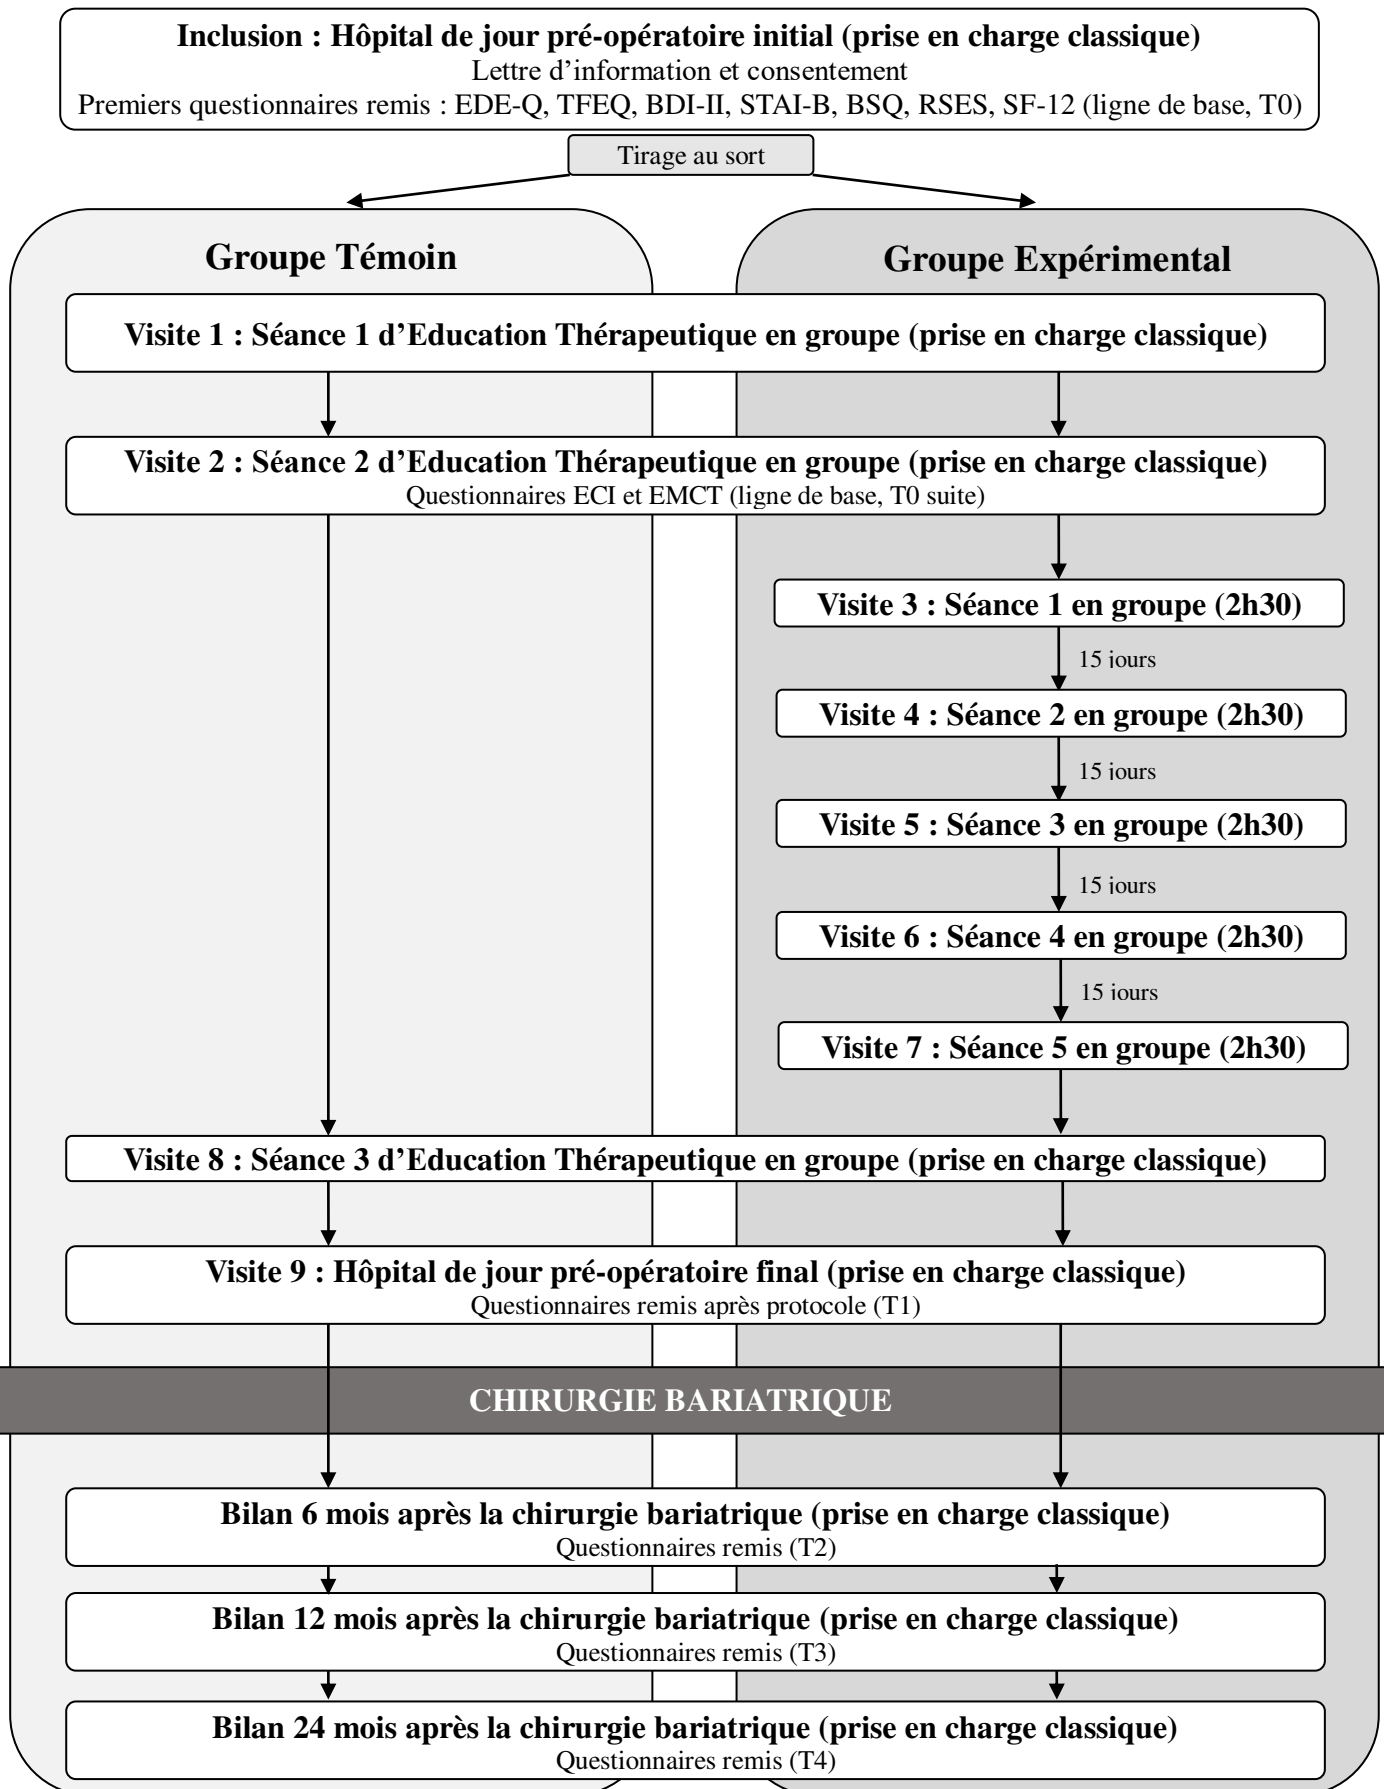 Inclusion : Hôpital de jour pré-opératoire initial (prise en charge classique)
Lettre d’information et consentement
Premiers questionnaires remis : EDE-Q, TFEQ, BDI-II, STAI-B, BSQ, RSES, SF-12 (ligne de base, T0)
Tirage au sort
Groupe Témoin
Groupe Expérimental
Visite 1 : Séance 1 d’Education Thérapeutique en groupe (prise en charge classique)
Visite 2 : Séance 2 d’Education Thérapeutique en groupe (prise en charge classique)
Questionnaires ECI et EMCT (ligne de base, T0 suite)
Visite 3 : Séance 1 en groupe (2h30)
15 jours
Visite 4 : Séance 2 en groupe (2h30)
15 jours
Visite 5 : Séance 3 en groupe (2h30)
15 jours
Visite 6 : Séance 4 en groupe (2h30)
15 jours
Visite 7 : Séance 5 en groupe (2h30)
Visite 8 : Séance 3 d’Education Thérapeutique en groupe (prise en charge classique)
Visite 9 : Hôpital de jour pré-opératoire final (prise en charge classique)
Questionnaires remis après protocole (T1)
CHIRURGIE BARIATRIQUE
Bilan 6 mois après la chirurgie bariatrique (prise en charge classique)
Questionnaires remis (T2)
Bilan 12 mois après la chirurgie bariatrique (prise en charge classique)
Questionnaires remis (T3)
Bilan 24 mois après la chirurgie bariatrique (prise en charge classique)
Questionnaires remis (T4)